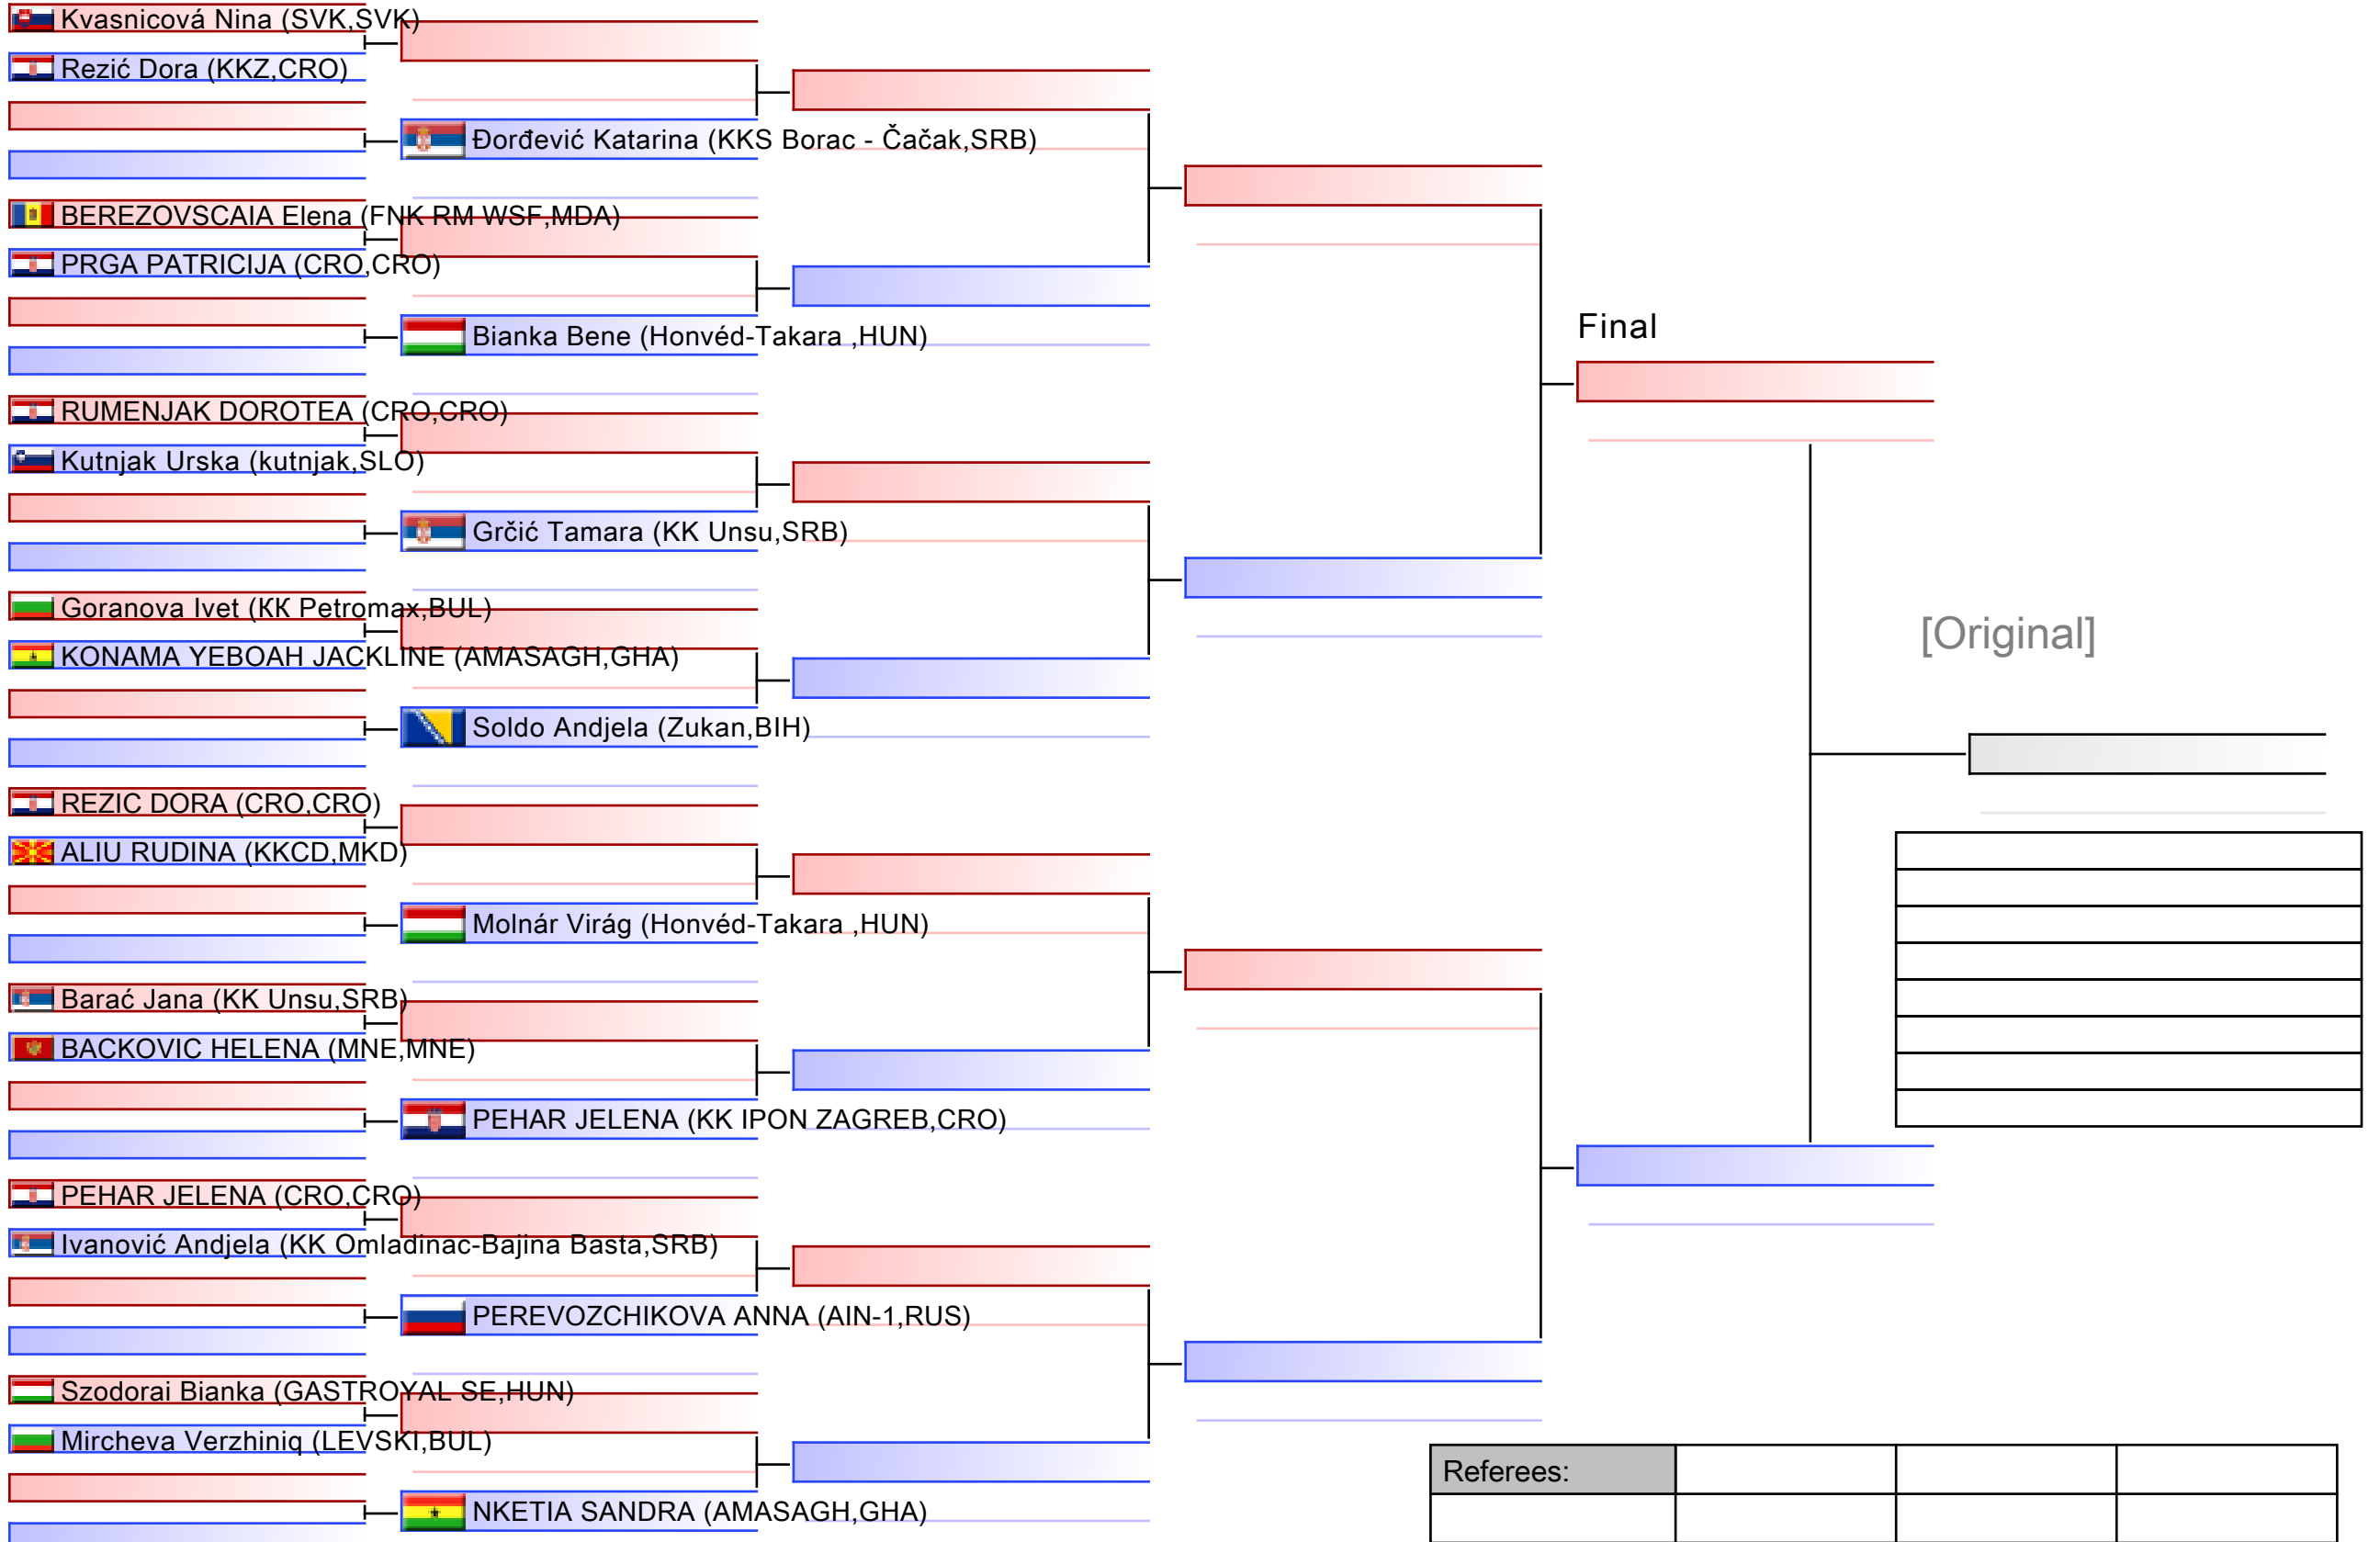 Kvasnicová Nina (SVK,SVK)
Rezić Dora (KKZ,CRO)
Đorđević Katarina (KKS Borac - Čačak,SRB)
BEREZOVSCAIA Elena (FNK RM WSF,MDA)
PRGA PATRICIJA (CRO,CRO)
Bianka Bene (Honvéd-Takara ,HUN)
Final
RUMENJAK DOROTEA (CRO,CRO)
Kutnjak Urska (kutnjak,SLO)
Grčić Tamara (KK Unsu,SRB)
Goranova Ivet (КК Petromax,BUL)
[Original]
KONAMA YEBOAH JACKLINE (AMASAGH,GHA)
Soldo Andjela (Zukan,BIH)
REZIC DORA (CRO,CRO)
ALIU RUDINA (KKCD,MKD)
Molnár Virág (Honvéd-Takara ,HUN)
Barać Jana (KK Unsu,SRB)
BACKOVIC HELENA (MNE,MNE)
PEHAR JELENA (KK IPON ZAGREB,CRO)
PEHAR JELENA (CRO,CRO)
Ivanović Andjela (KK Omladinac-Bajina Basta,SRB)
PEREVOZCHIKOVA ANNA (AIN-1,RUS)
Szodorai Bianka (GASTROYAL SE,HUN)
Mircheva Verzhiniq (LEVSKI,BUL)
Referees:
NKETIA SANDRA (AMASAGH,GHA)